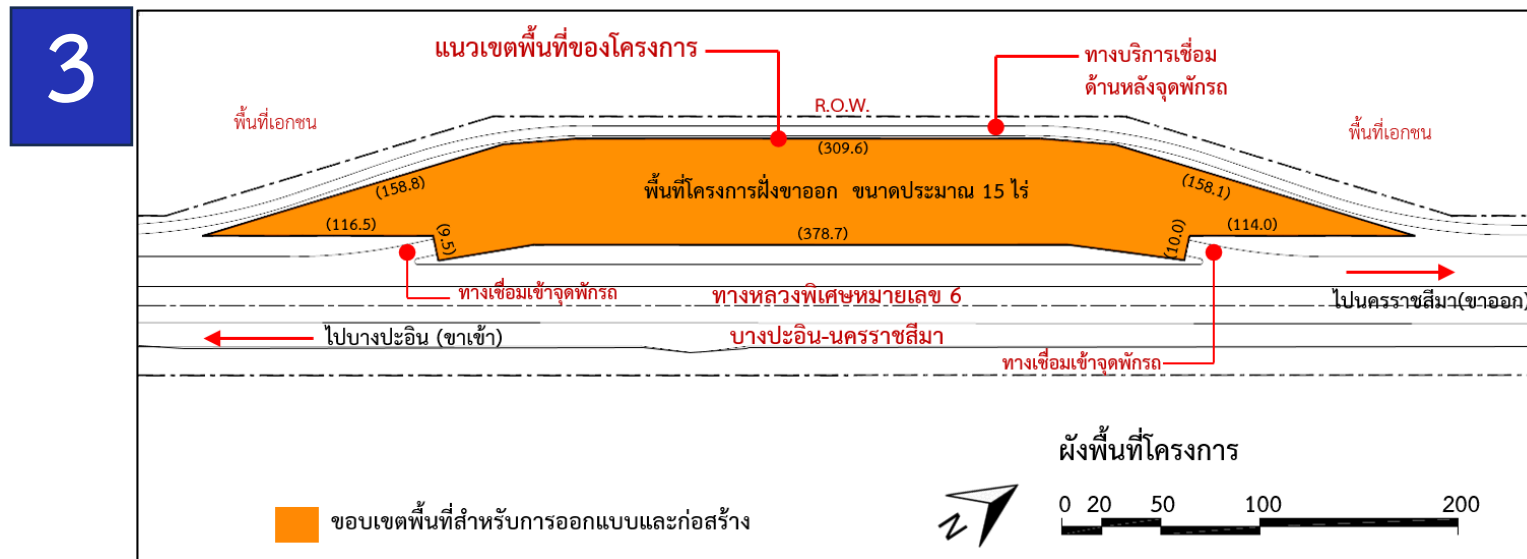 3
แนวเขตพื้นที่ของโครงการ
ทางบริการเชื่อม
ด้านหลังจุดพักรถ
R.O.W.
พื้นที่เอกชน
พื้นที่เอกชน
(309.6)
(158.8)
พื้นที่โครงการฝั่งขาออก ขนาดประมาณ 15 ไร่
(158.1)
(116.5)
(9.5)
(378.7)
(10.0)
(114.0)
ทางเชื่อมเข้าจุดพักรถ
ทางหลวงพิเศษหมายเลข 6
ไปนครราชสีมา(ขาออก)
ไปบางปะอิน (ขาเข้า)
บางปะอิน-นครราชสีมา
ทางเชื่อมเข้าจุดพักรถ
ผังพื้นที่โครงการ
0 20 50 100 200
N
ขอบเขตพื้นที่สำหรับการออกแบบและก่อสร้าง